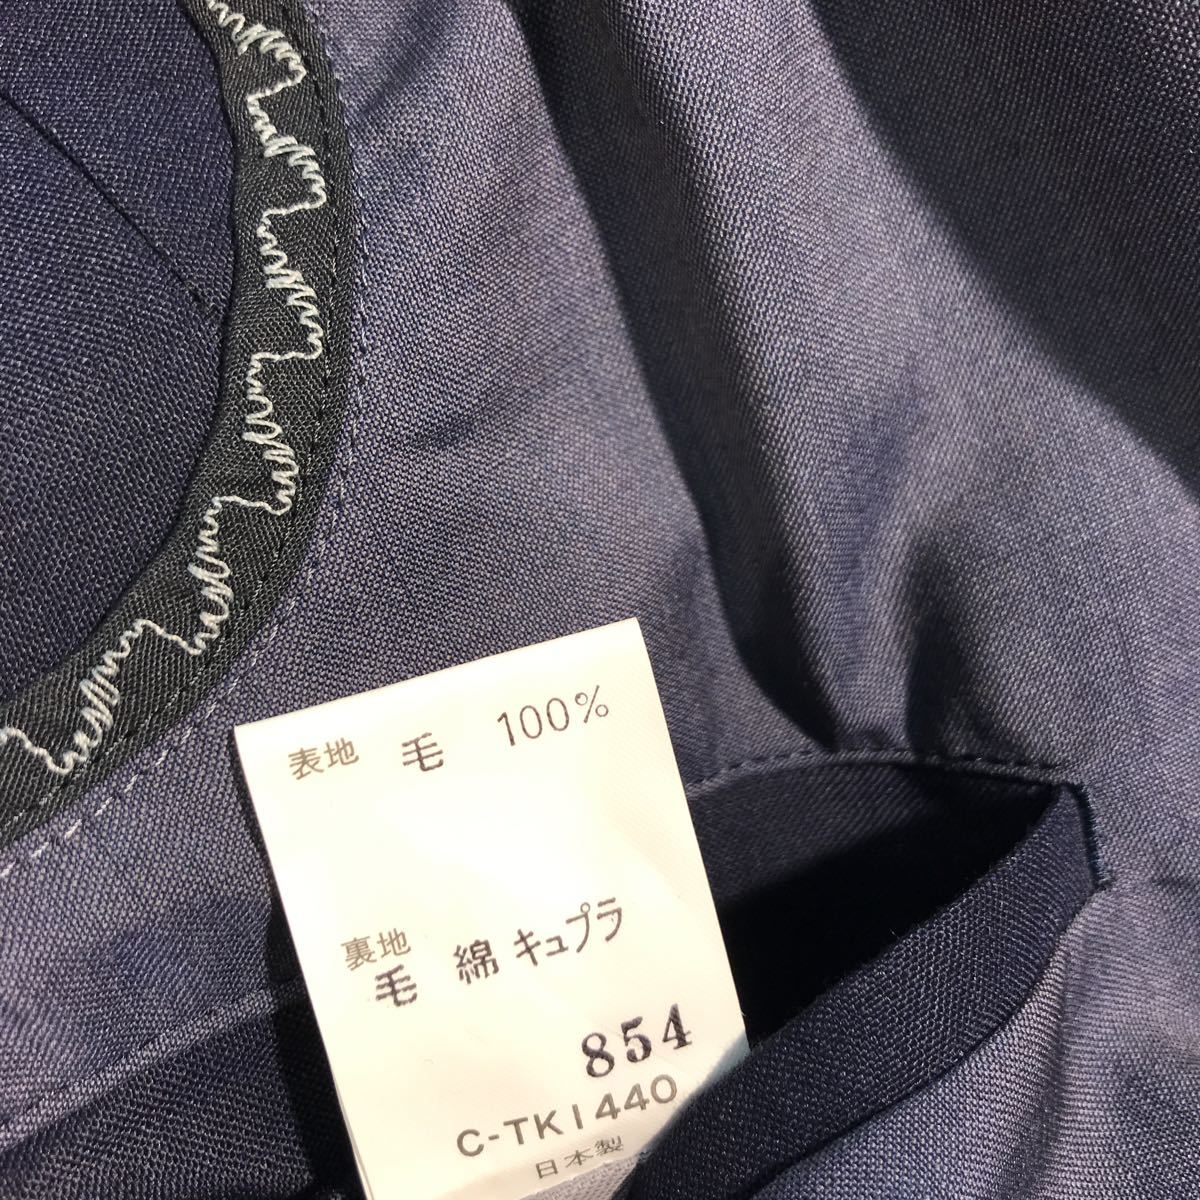 表地 毛 100%
裏地
毛 綿 キュプラ
854
C-TK1440
日本製